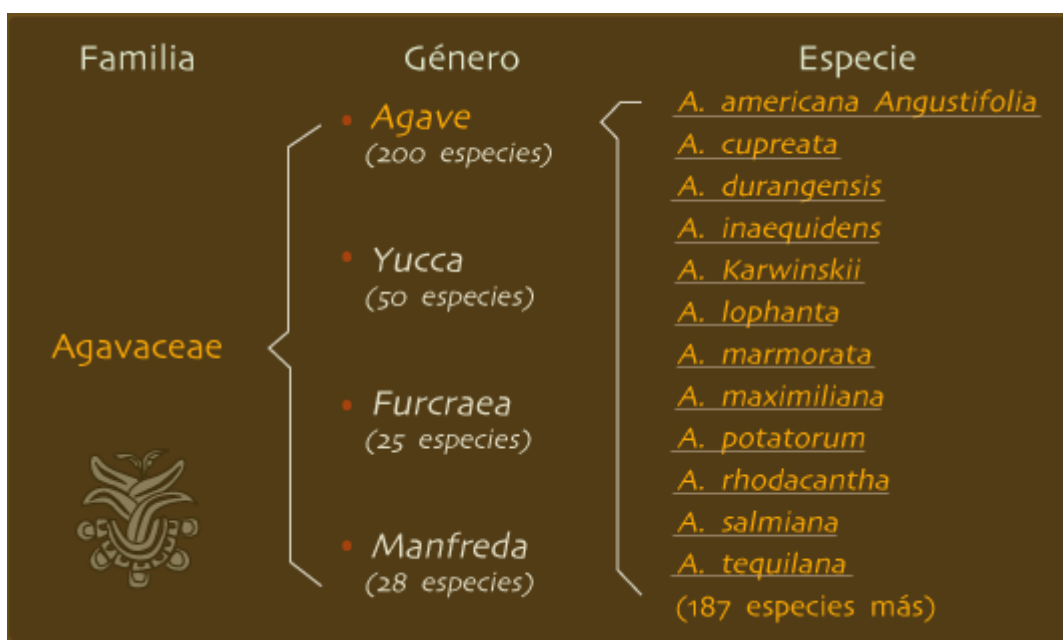 Familia
Género
Especie
Agavaceae
• Agave
(200 especies)
• Yucca
(50 especies)
• Furcraea
(25 especies)
• Manfreda
(28 especies)
A. americana Angustifolia
A. cupreata
A. durangensis
A. inaequidens
A. Karwinskii
A. lophanta
A. marmorata
A. maximiliana
A. potatorum
A. rhodacantha
A. salmiana
A. tequilana
(187 especies más)